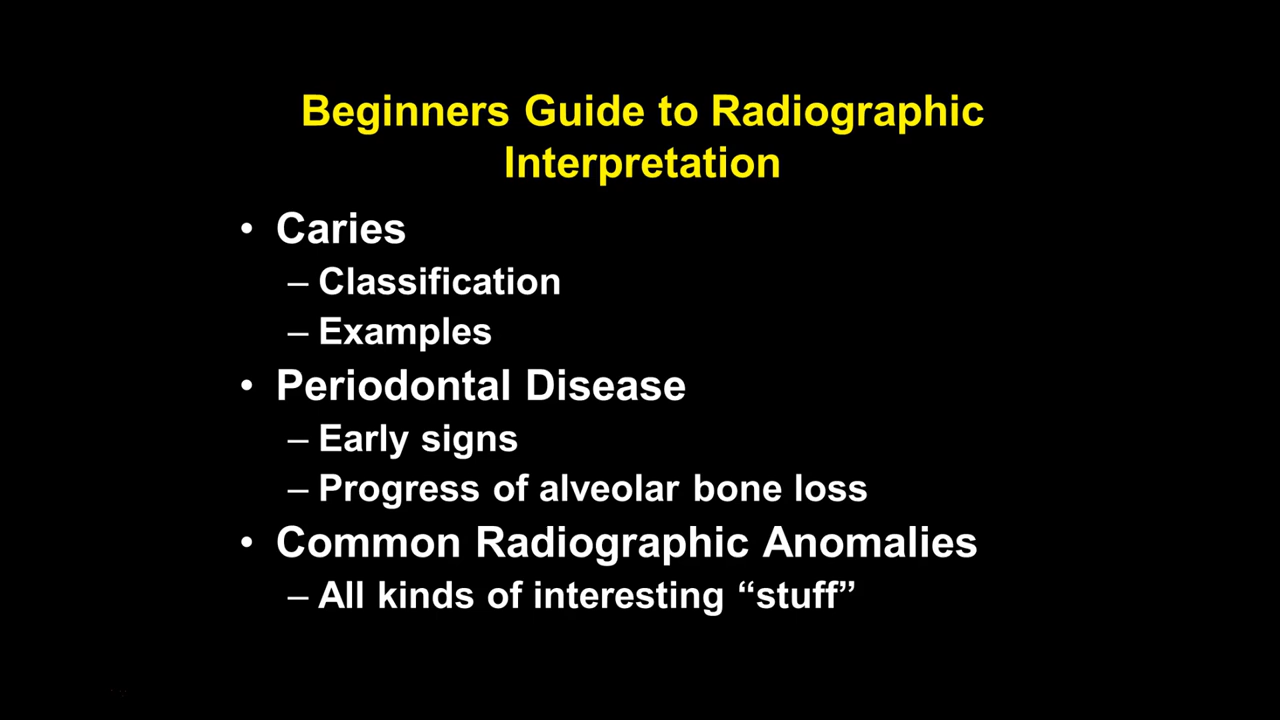 Beginners Guide to Radiographic
Interpretation
• Caries
– Classification
– Examples
• Periodontal Disease
– Early signs
– Progress of alveolar bone loss
• Common Radiographic Anomalies
– All kinds of interesting “stuff”